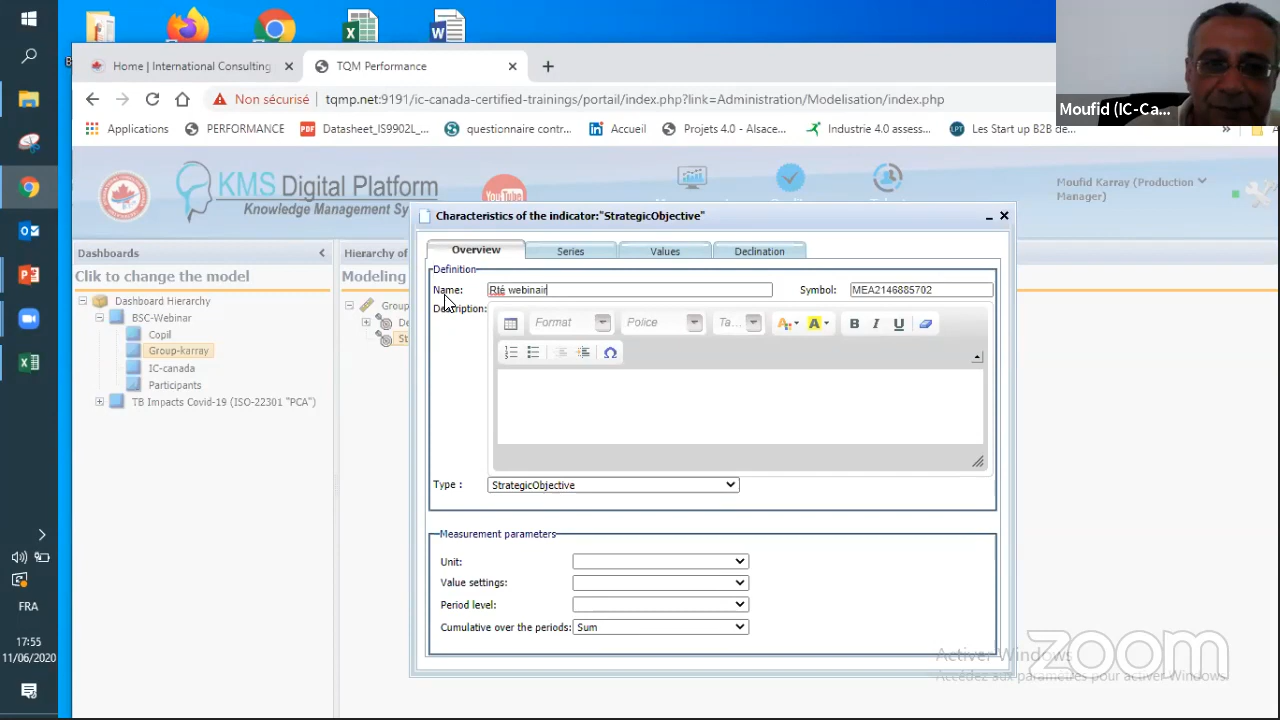 Home | International Consulting
TQM Performance
Non sécurisé
tqmp.net:9191/ic-canada-certified-trainings/portail/index.php?link=Administration/Modelisation/index.php
Moufid (IC-Ca...
Applications
PERFORMANCE
Datasheet_IS9902L_...
questionnaire contr...
Accueil
Projets 4.0 - Alsace...
Industrie 4.0 assess...
Les Start up B2B de...
KMS Digital Platform
Knowledge Management Sy
YouTube
Moufid Karray (Production Manager)
Characteristics of the indicator:"StrategicObjective"
Dashboards
Hierarchy of
Clik to change the model
Modeling
Dashboard Hierarchy
BSC-Webinar
Copil
Group-karray
IC-canada
Participants
TB Impacts Covid-19 (ISO-22301 "PCA")
Group
De
St
Overview
Series
Values
Declination
Definition
Name:
Rté webinair
Symbol:
MEA2146885702
Description:
Format
Police
Ta...
B I U
Type :
StrategicObjective
Measurement parameters
Unit:
Value settings:
Period level:
Cumulative over the periods:
Sum
FRA
17:55
11/06/2020
Activer Windows
Accédez aux paramètres pour activer Windows.
zoom